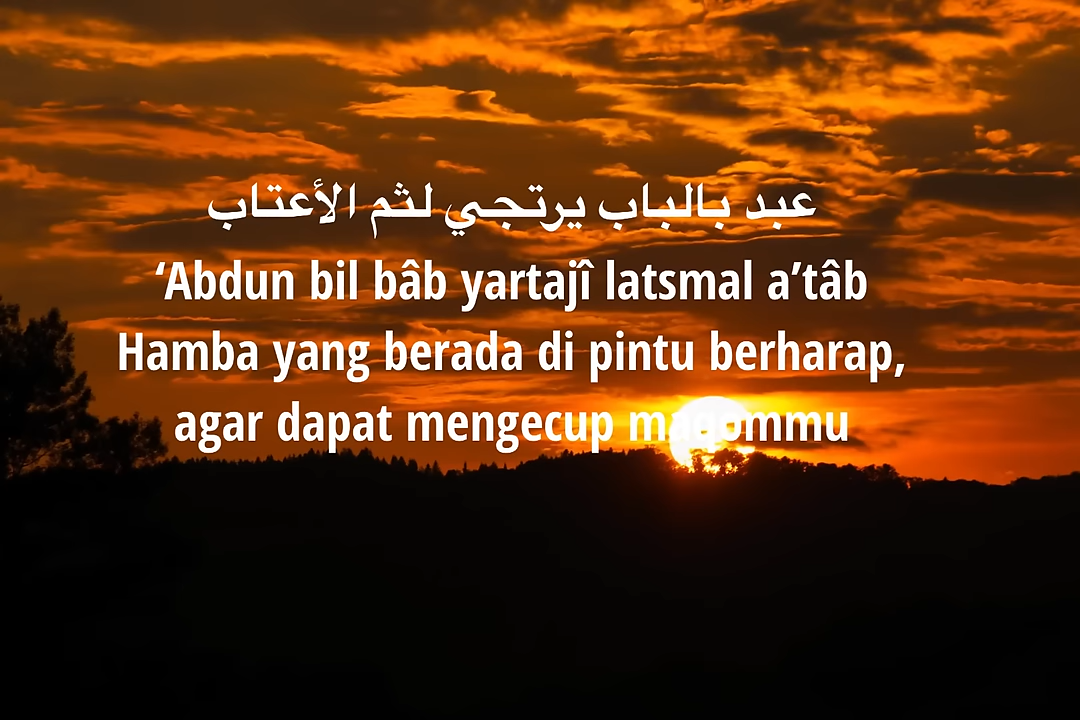 عبد بالباب يرتجي لثم الأعتاب
‘Abdun bil bâb yartajî latsmal a’tâb
Hamba yang berada di pintu berharap,
agar dapat mengecup maqommu